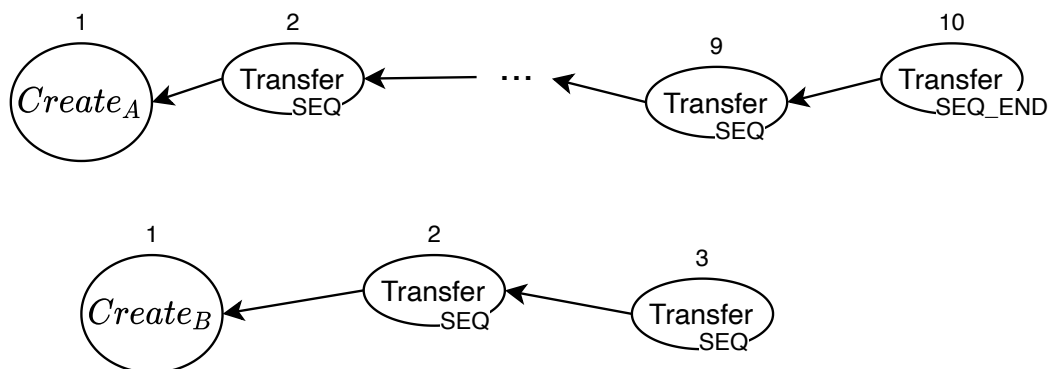 1
2
9
10
Create_A
Transfer
SEQ
...
Transfer
SEQ
Transfer
SEQ_END
1
2
3
Create_B
Transfer
SEQ
Transfer
SEQ